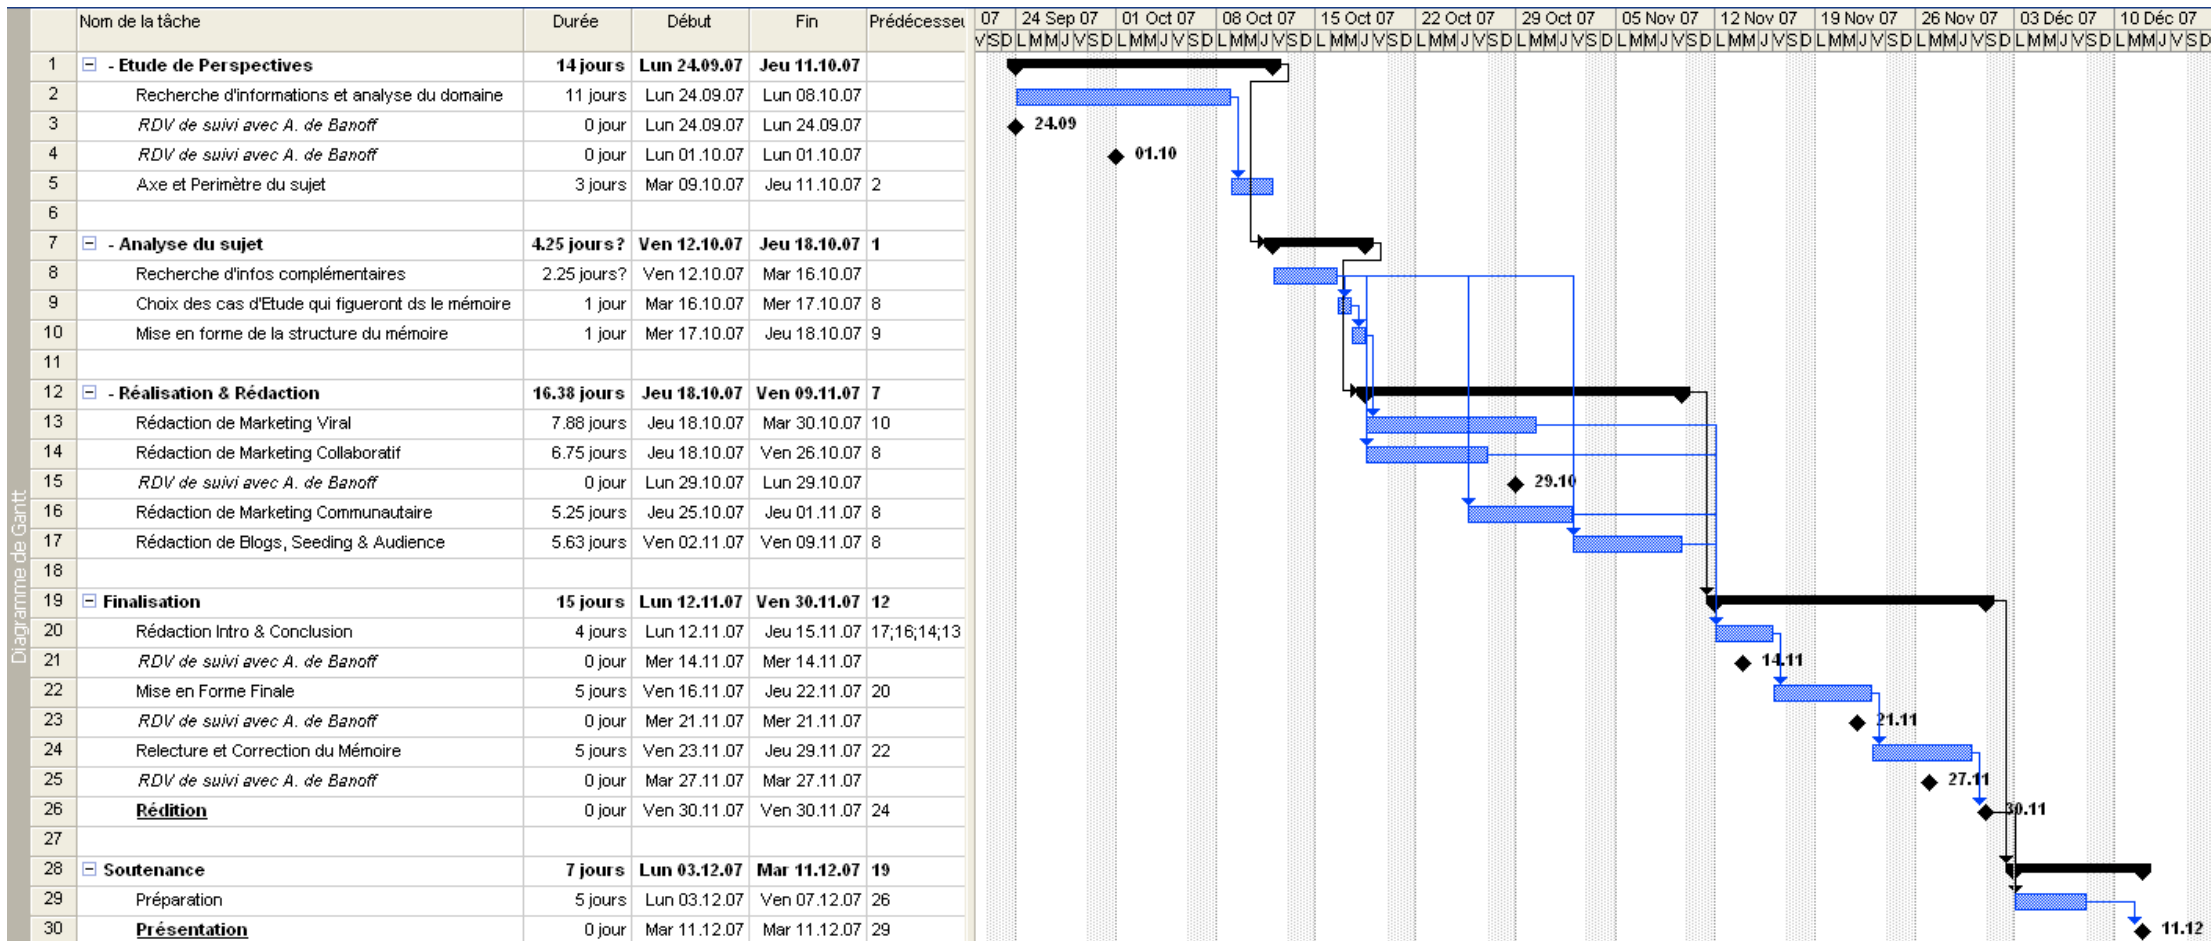 Nom de la tâche Durée Début Fin Prédécesseu 07 24 Sep 07 01 Oct 07 08 Oct 07 15 Oct 07 22 Oct 07 29 Oct 07 05 Nov 07 12 Nov 07 19 Nov 07 26 Nov 07 03 Déc 07 10 Déc 07
V S D L M M J V S D L M M J V S D L M M J V S D L M M J V S D L M M J V S D L M M J V S D L M M J V S D L M M J V S D L M M J V S D L M M J V S D L M M J V S D L M M J V S D
1 - Etude de Perspectives 14 jours Lun 24.09.07 Jeu 11.10.07
2 Recherche d'informations et analyse du domaine 11 jours Lun 24.09.07 Lun 08.10.07
3 RDV de suivi avec A. de Banoff 0 jour Lun 24.09.07 Lun 24.09.07 24.09
4 RDV de suivi avec A. de Banoff 0 jour Lun 01.10.07 Lun 01.10.07 01.10
5 Axe et Perimètre du sujet 3 jours Mar 09.10.07 Jeu 11.10.07 2
6
7 - Analyse du sujet 4.25 jours? Ven 12.10.07 Jeu 18.10.07 1
8 Recherche d'infos complémentaires 2.25 jours? Ven 12.10.07 Mar 16.10.07
9 Choix des cas d'Etude qui figueront ds le mémoire 1 jour Mar 16.10.07 Mer 17.10.07 8
10 Mise en forme de la structure du mémoire 1 jour Mer 17.10.07 Jeu 18.10.07 9
11
12 - Réalisation & Rédaction 16.38 jours Jeu 18.10.07 Ven 09.11.07 7
13 Rédaction de Marketing Viral 7.88 jours Jeu 18.10.07 Mar 30.10.07 10
14 Rédaction de Marketing Collaboratif 6.75 jours Jeu 18.10.07 Ven 26.10.07 8
15 RDV de suivi avec A. de Banoff 0 jour Lun 29.10.07 Lun 29.10.07 29.10
16 Rédaction de Marketing Communautaire 5.25 jours Jeu 25.10.07 Jeu 01.11.07 8
17 Rédaction de Blogs, Seeding & Audience 5.63 jours Ven 02.11.07 Ven 09.11.07 8
18
19 Finalisation 15 jours Lun 12.11.07 Ven 30.11.07 12
20 Rédaction Intro & Conclusion 4 jours Lun 12.11.07 Jeu 15.11.07 17;16;14;13
21 RDV de suivi avec A. de Banoff 0 jour Mer 14.11.07 Mer 14.11.07 14.11
22 Mise en Forme Finale 5 jours Ven 16.11.07 Jeu 22.11.07 20
23 RDV de suivi avec A. de Banoff 0 jour Mer 21.11.07 Mer 21.11.07 21.11
24 Relecture et Correction du Mémoire 5 jours Ven 23.11.07 Jeu 29.11.07 22
25 RDV de suivi avec A. de Banoff 0 jour Mar 27.11.07 Mar 27.11.07 27.11
26 Rédition 0 jour Ven 30.11.07 Ven 30.11.07 24 30.11
27
28 Soutenance 7 jours Lun 03.12.07 Mar 11.12.07 19
29 Préparation 5 jours Lun 03.12.07 Ven 07.12.07 26
30 Présentation 0 jour Mar 11.12.07 Mar 11.12.07 29 11.12
Diagramme de Gantt